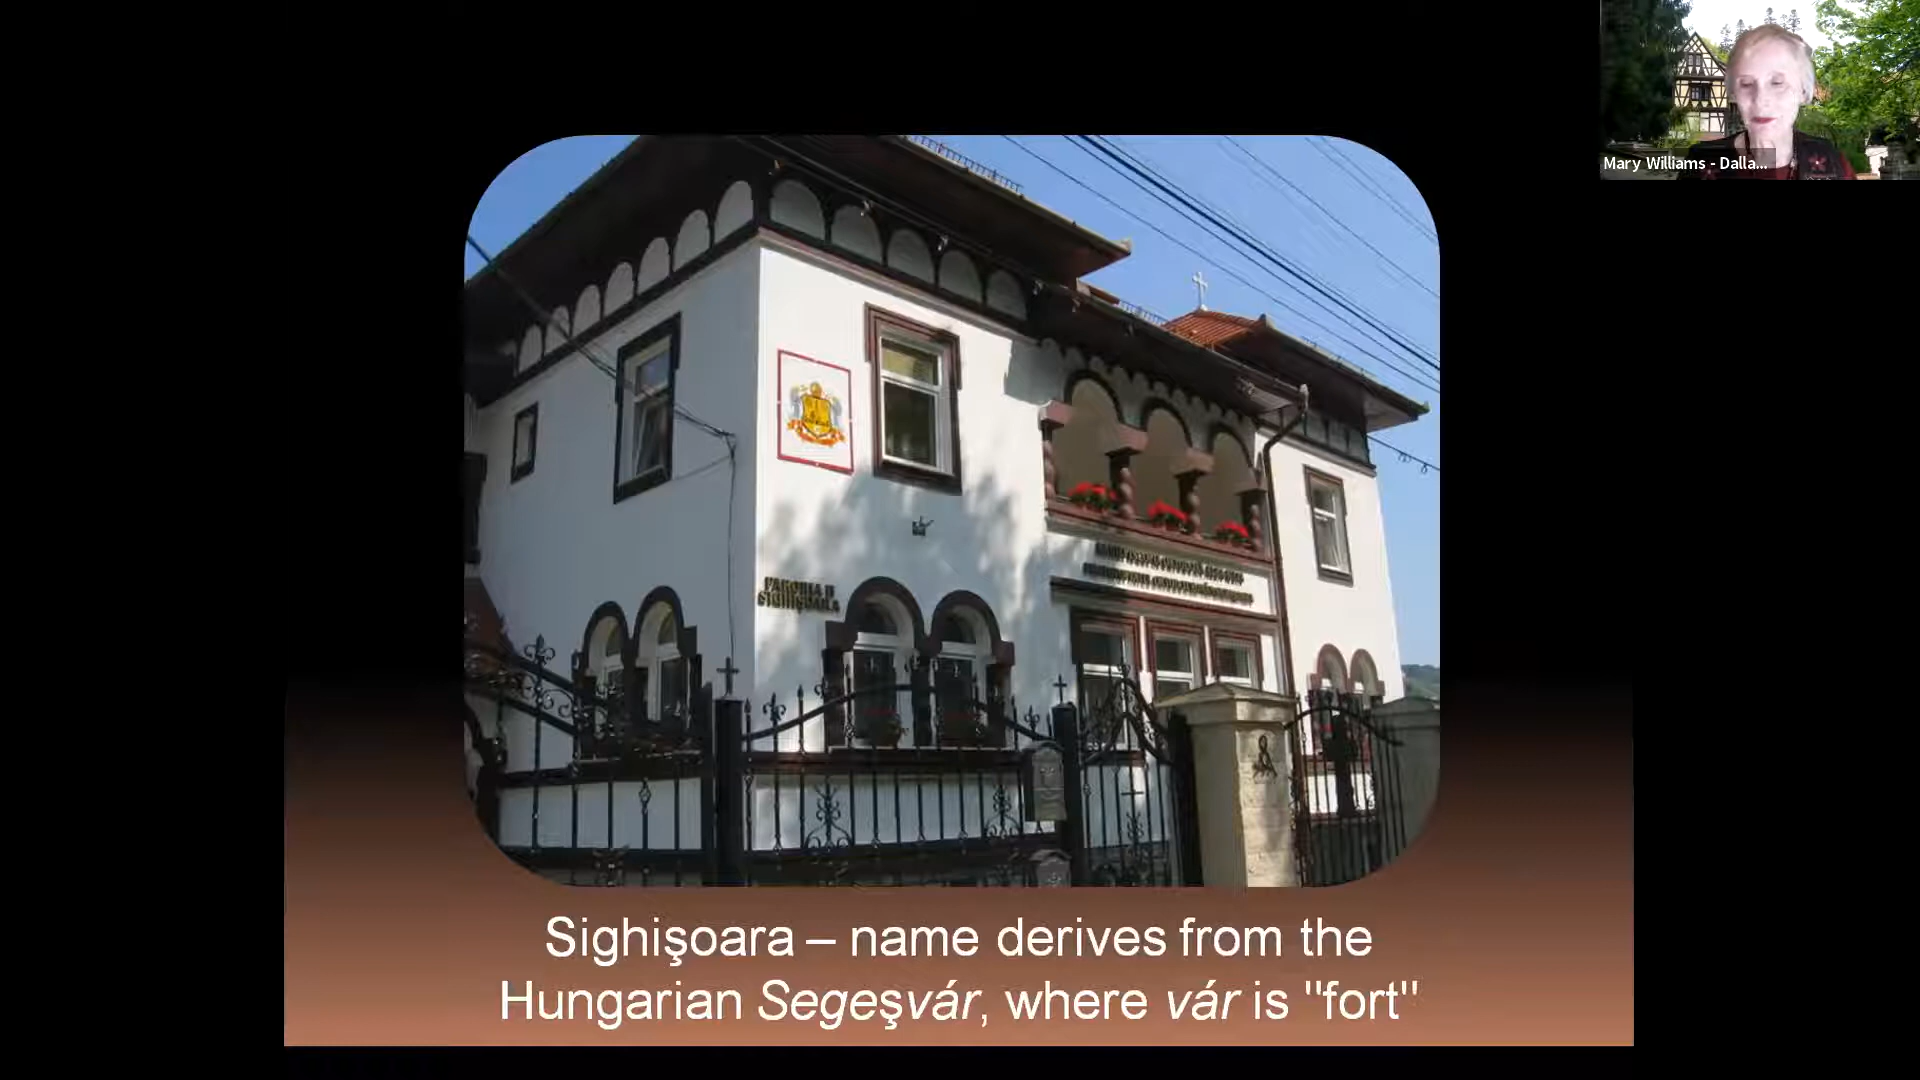 Mary Williams - Dalla...
PAROHIA II
SIGHIŞOARA
Sighişoara – name derives from the
Hungarian Segeşvár, where vár is "fort"